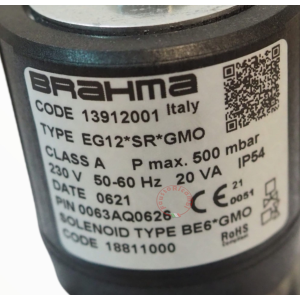 BRAHMA
CODE 13912001 Italy
TYPE EG12*SR*GMO
CLASS A P max. 500 mbar
230 V 50-60 Hz 20 VA IP54
DATE 0621
PIN 0063AQ0626 CE 21 0051
SOLENOID TYPE BE6*GMO
CODE 18811000
RoHS
Compliant